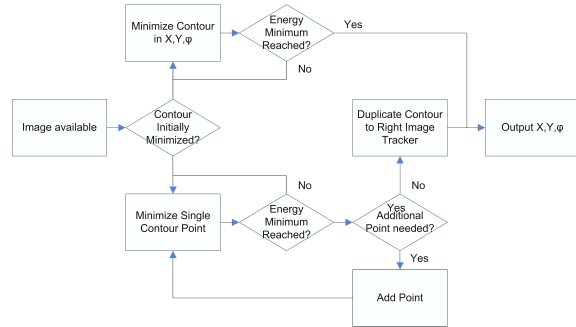 Minimize Contour
in X,Y,φ
Energy
Minimum
Reached?
Yes
No
Image available
Contour
Initially
Minimized?
Duplicate Contour
to Right Image
Tracker
Output X,Y,φ
No
No
Minimize Single
Contour Point
Energy
Minimum
Reached?
Yes
Additional
Point needed?
Yes
Add Point